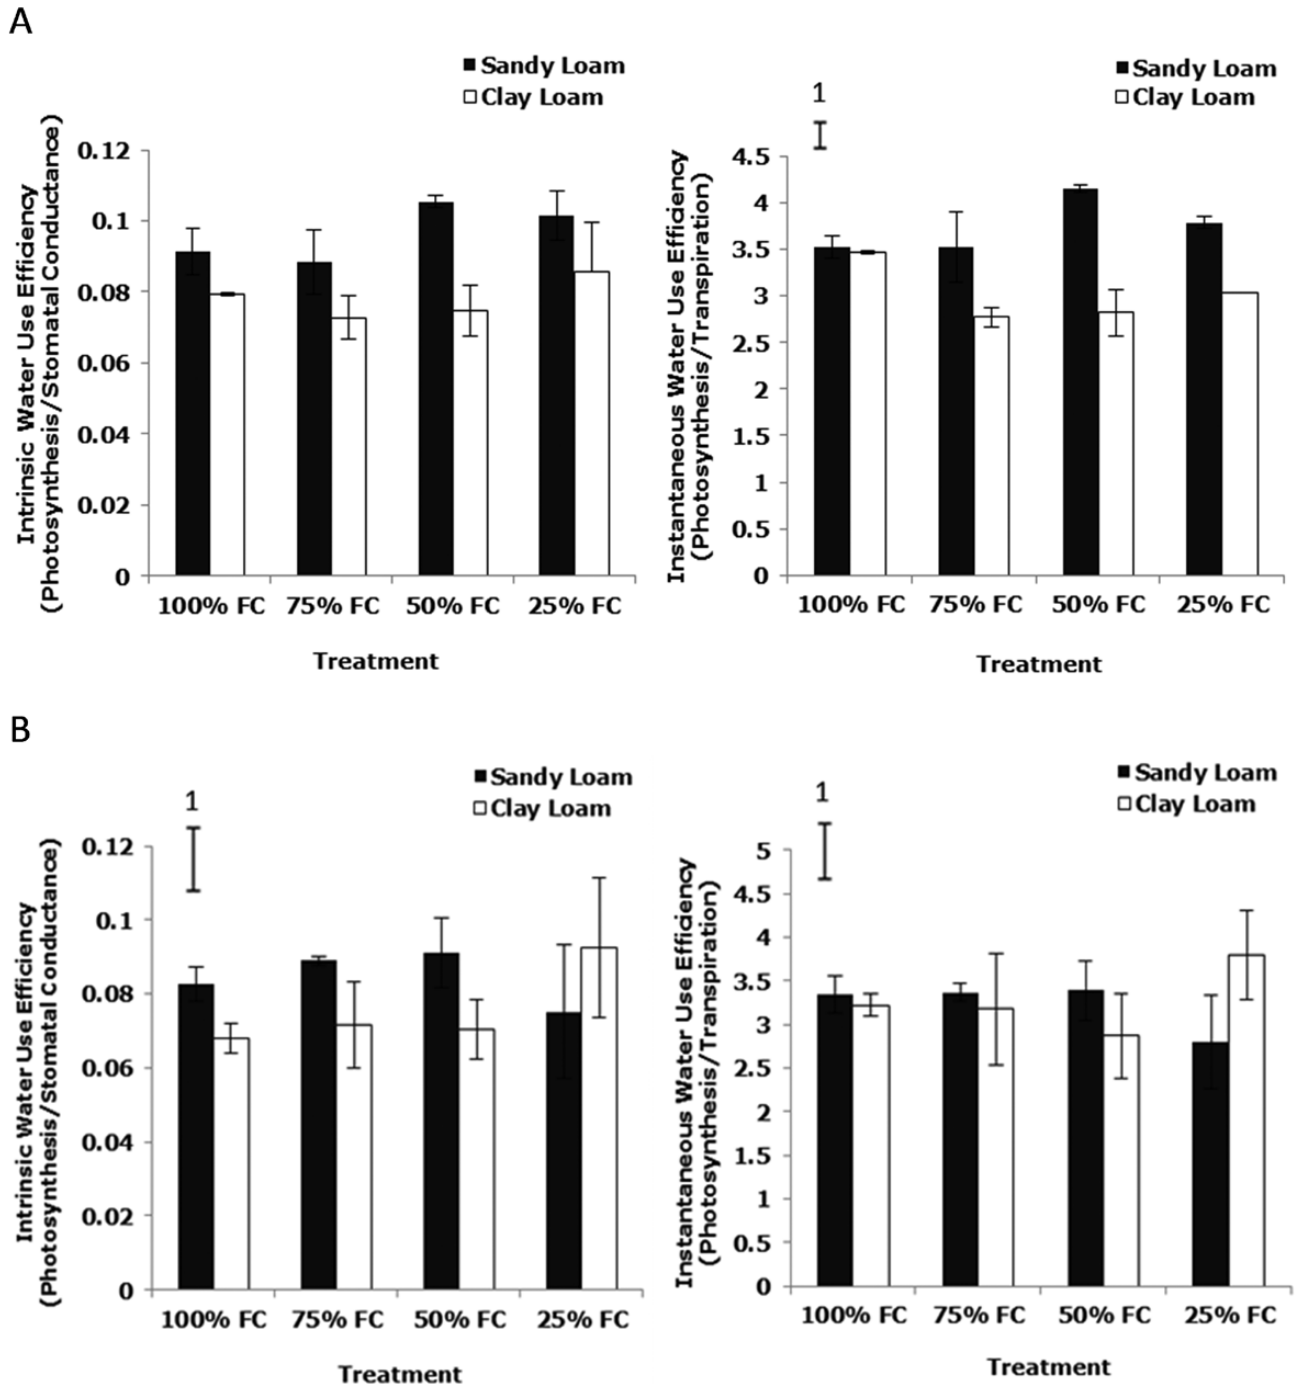 A
Sandy Loam
Clay Loam
Intrinsic Water Use Efficiency
(Photosynthesis/Stomatal Conductance)
0.12
0.1
0.08
0.06
0.04
0.02
0
100% FC 75% FC 50% FC 25% FC
Treatment
Sandy Loam
Clay Loam
1
Instantaneous Water Use Efficiency
(Photosynthesis/Transpiration)
4.5
4
3.5
3
2.5
2
1.5
1
0.5
0
100% FC 75% FC 50% FC 25% FC
Treatment
B
Sandy Loam
Clay Loam
1
Intrinsic Water Use Efficiency
(Photosynthesis/Stomatal Conductance)
0.12
0.1
0.08
0.06
0.04
0.02
0
100% FC 75% FC 50% FC 25% FC
Treatment
Sandy Loam
Clay Loam
1
Instantaneous Water Use Efficiency
(Photosynthesis/Transpiration)
5
4.5
4
3.5
3
2.5
2
1.5
1
0.5
0
100% FC 75% FC 50% FC 25% FC
Treatment